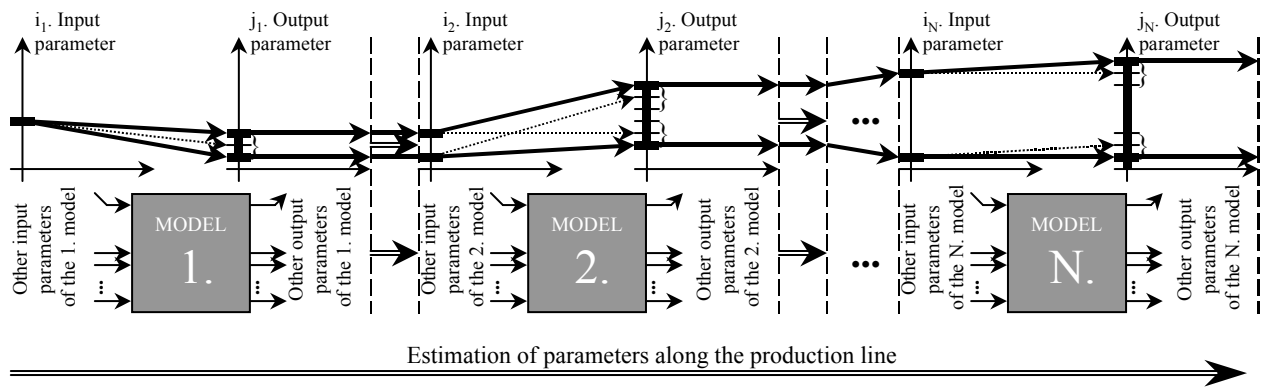 i1. Input
parameter
j1. Output
parameter
i2. Input
parameter
j2. Output
parameter
iN. Input
parameter
jN. Output
parameter
}
}
}
}
}
...
Other input
parameters
of the 1. model
...
MODEL
1.
...
Other output
parameters
of the 1. model
Other input
parameters
of the 2. model
...
MODEL
2.
...
Other output
parameters
of the 2. model
...
Other input
parameters
of the N. model
...
MODEL
N.
...
Other output
parameters
of the N. model
Estimation of parameters along the production line